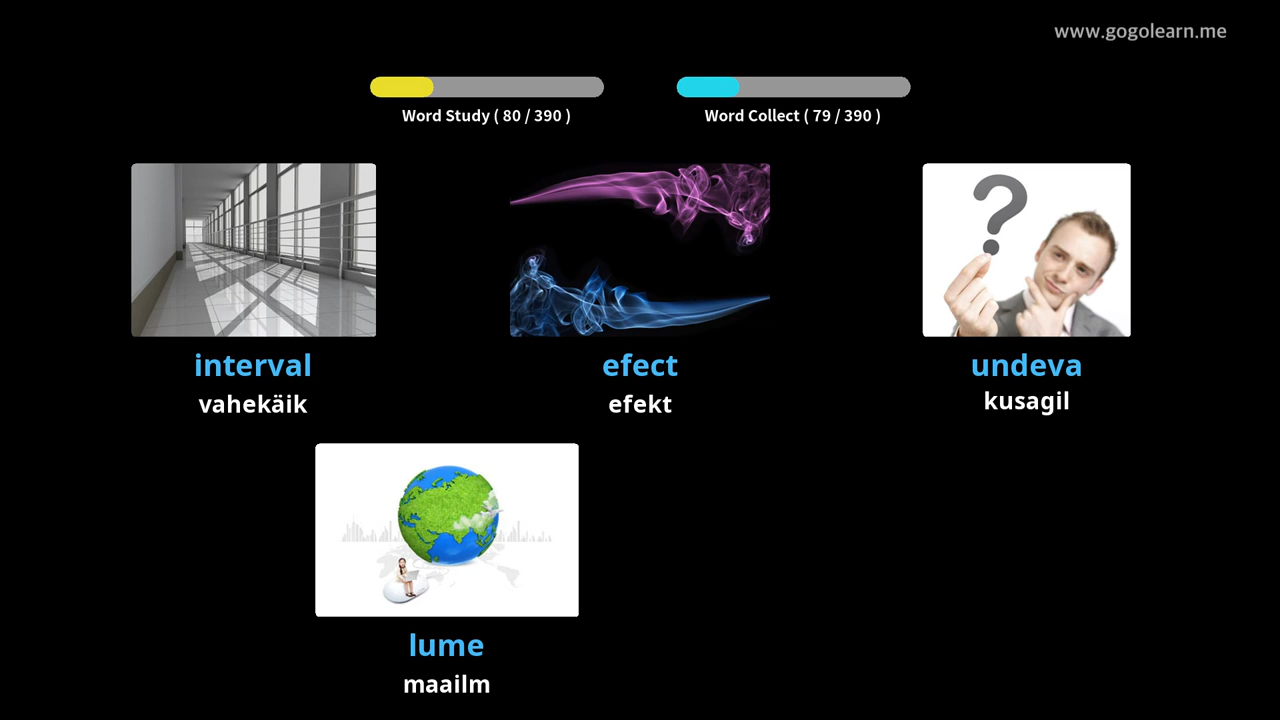 www.gogolearn.me
Word Study ( 80 / 390 )
Word Collect ( 79 / 390 )
interval
vahekäik
efect
efekt
undeva
kusagil
lume
maailm